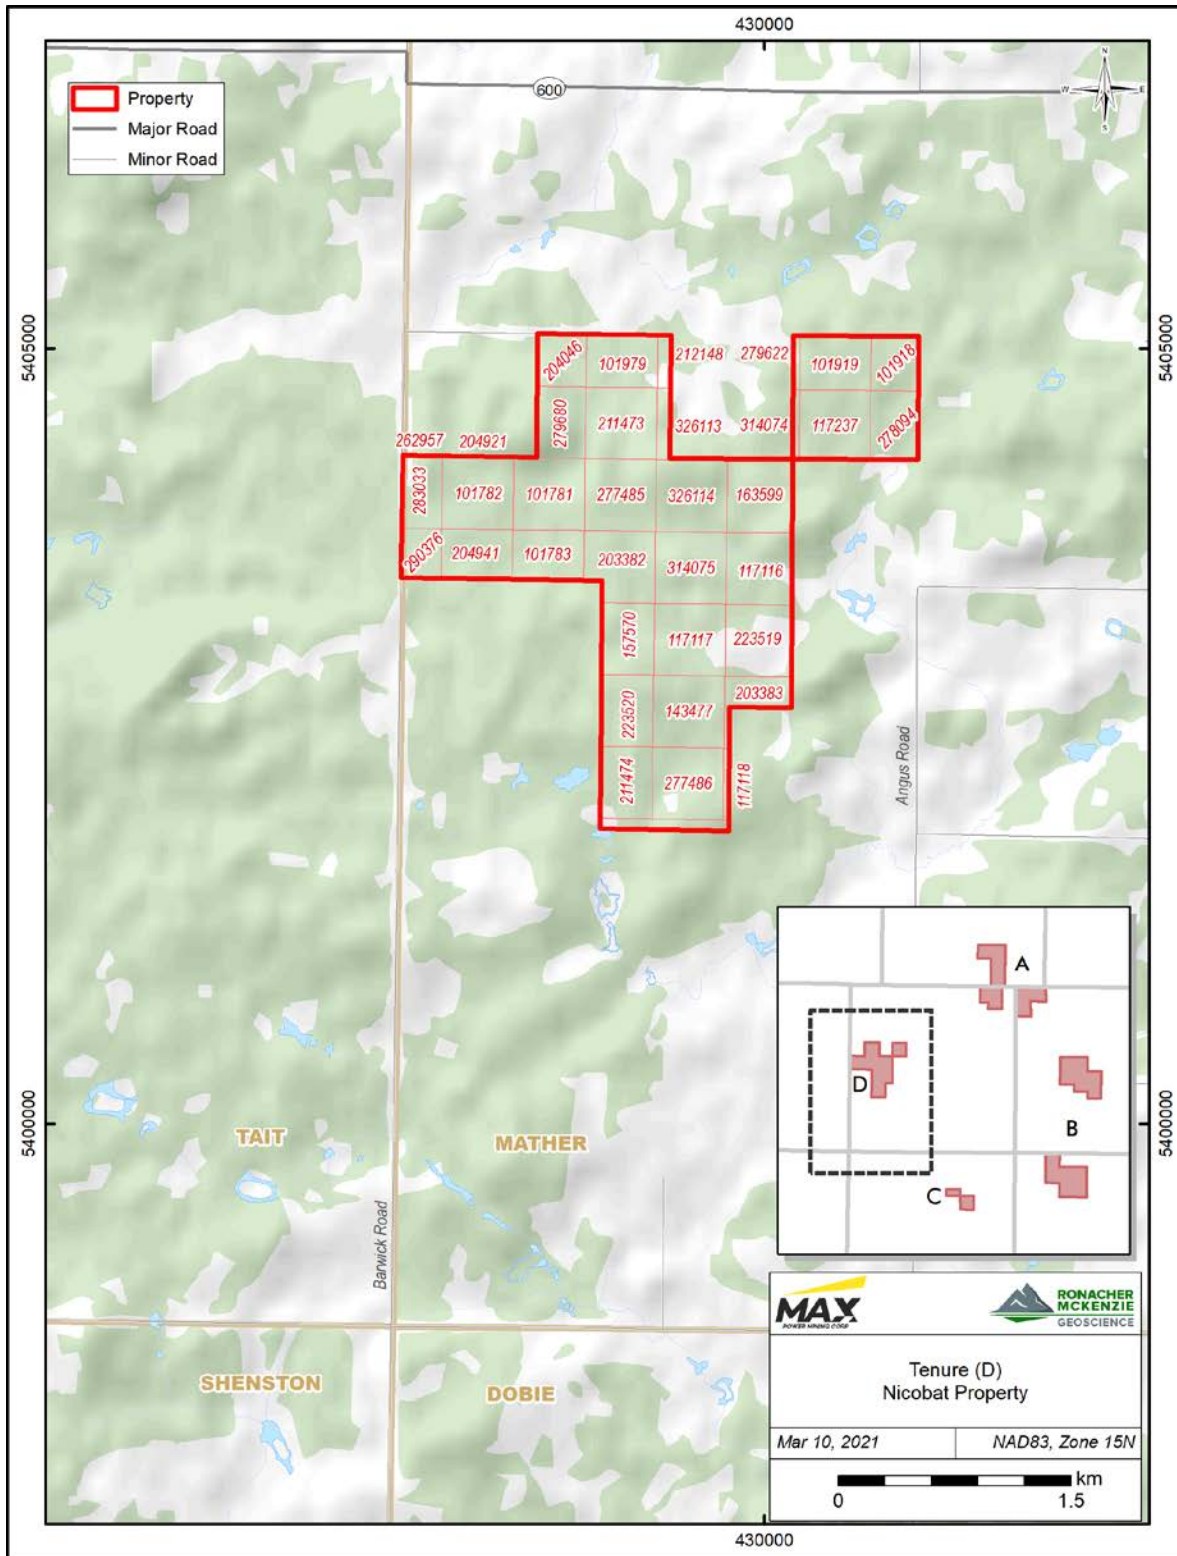 430000
N
W E
S
600
Property
Major Road
Minor Road
5405000
5405000
204046
101979
212148
279622
101919
101918
279680
211473
326113
314074
117237
278094
262957
204921
283033
101782
101781
277485
326114
163599
290376
204941
101783
203382
314075
117116
157570
117117
223519
223520
143477
203383
211474
277486
117118
Angus Road
Barwick Road
5400000
5400000
TAIT
MATHER
SHENSTON
DOBIE
A
D
B
C
MAX
POWER MINING CORP
RONACHER
MCKENZIE
GEOSCIENCE
Tenure (D)
Nicobat Property
Mar 10, 2021
NAD83, Zone 15N
km
0 1.5
430000